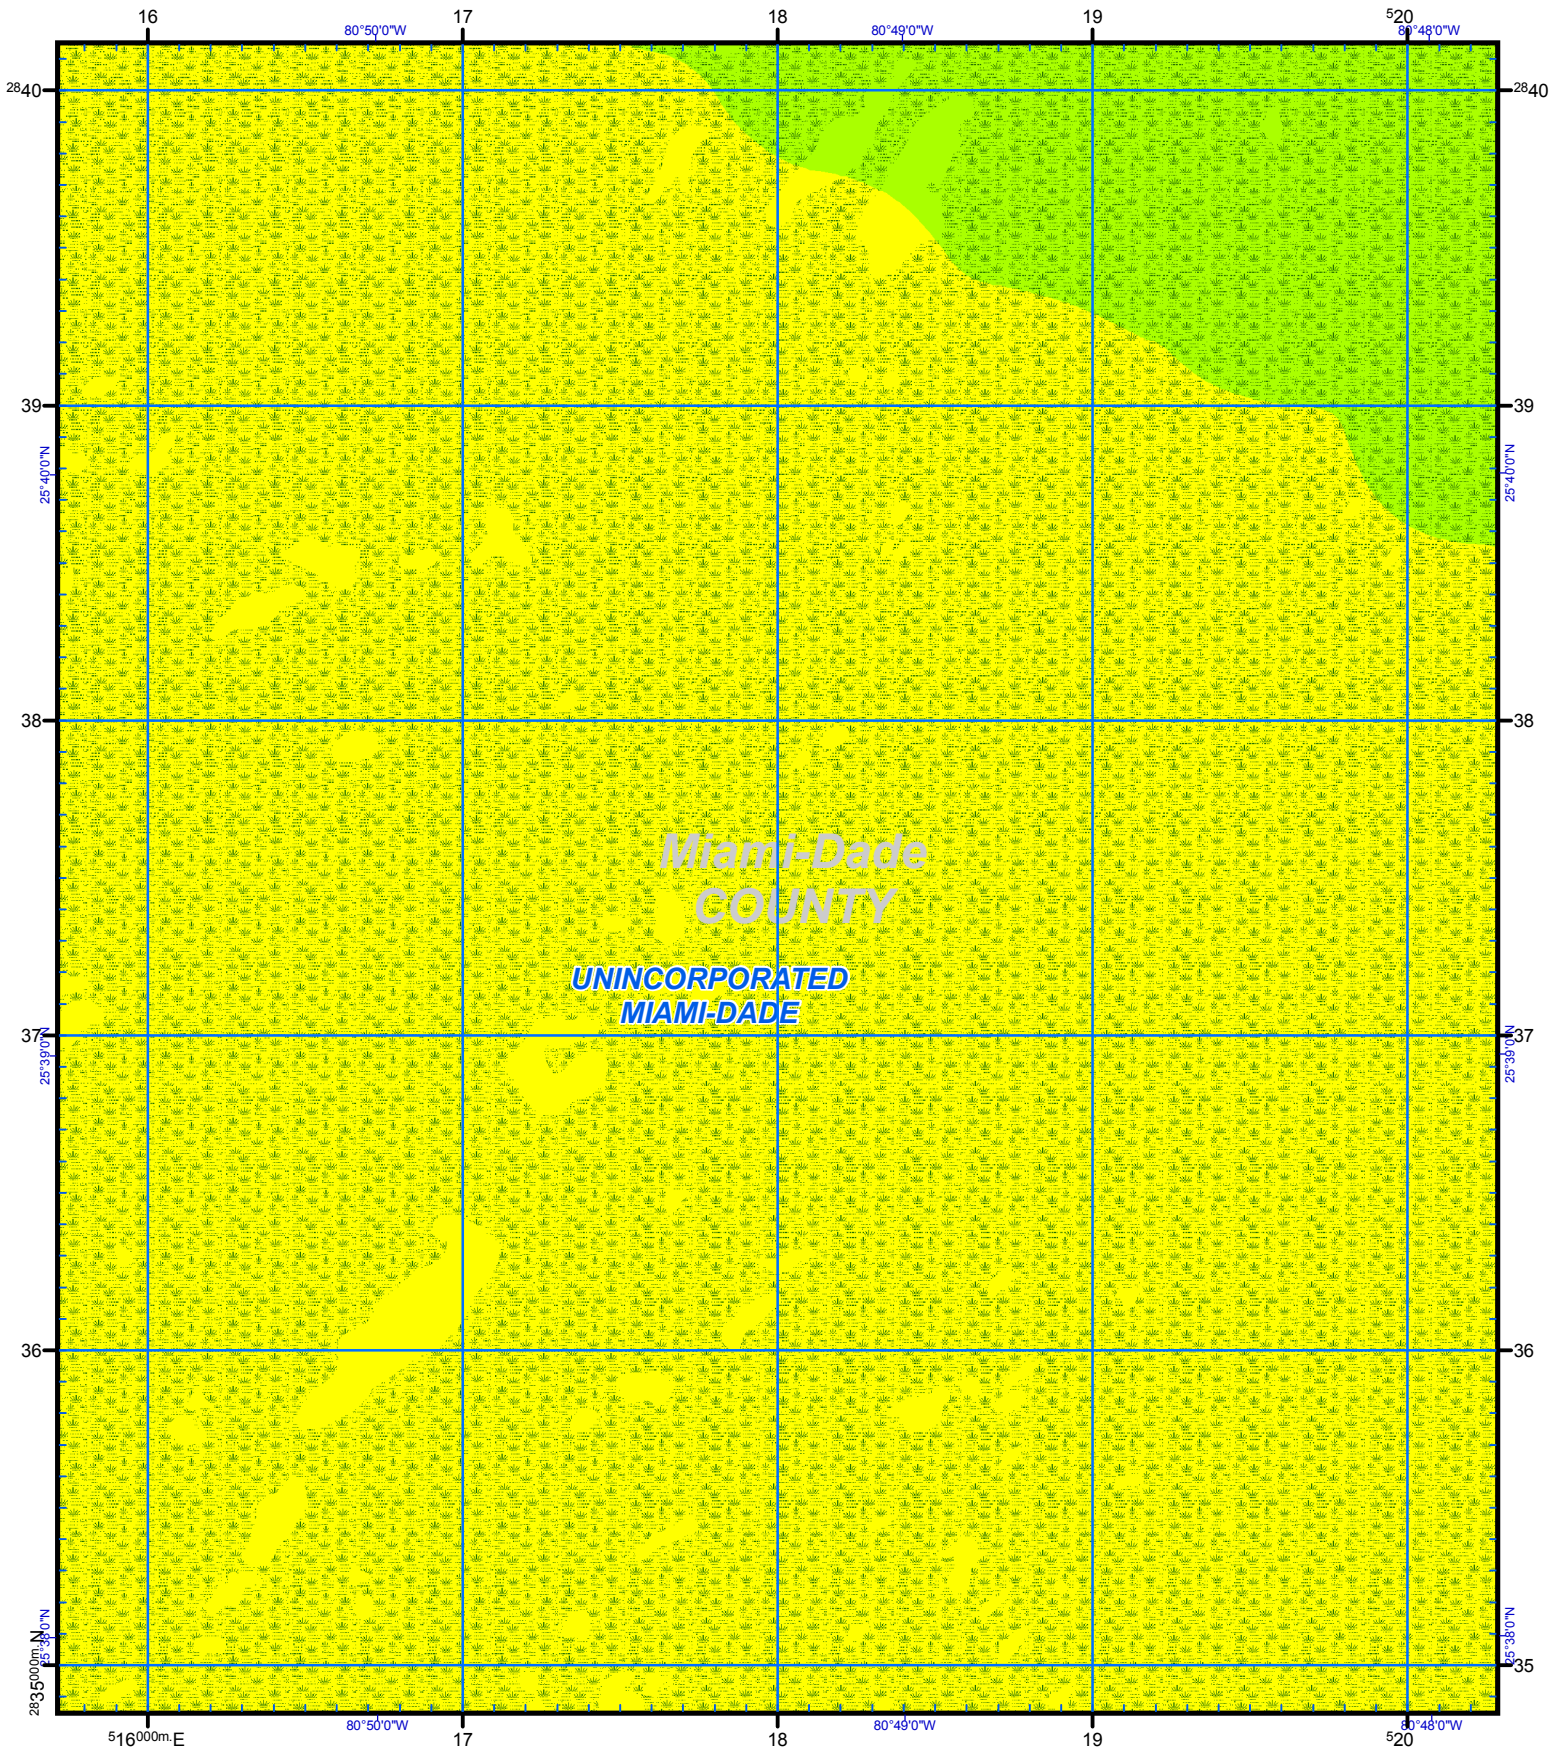 16 17 18 19 520
80°50'0"W 80°49'0"W 80°48'0"W
2840 2840
39 39
25°40'0"N 25°40'0"N
38 38
Miami-Dade
COUNTY
UNINCORPORATED
MIAMI-DADE
37 37
25°39'0"N 25°39'0"N
36 36
25°38'0"N 25°38'0"N
2835000m.N 35
80°50'0"W 80°49'0"W 80°48'0"W
516000m.E 17 18 19 520